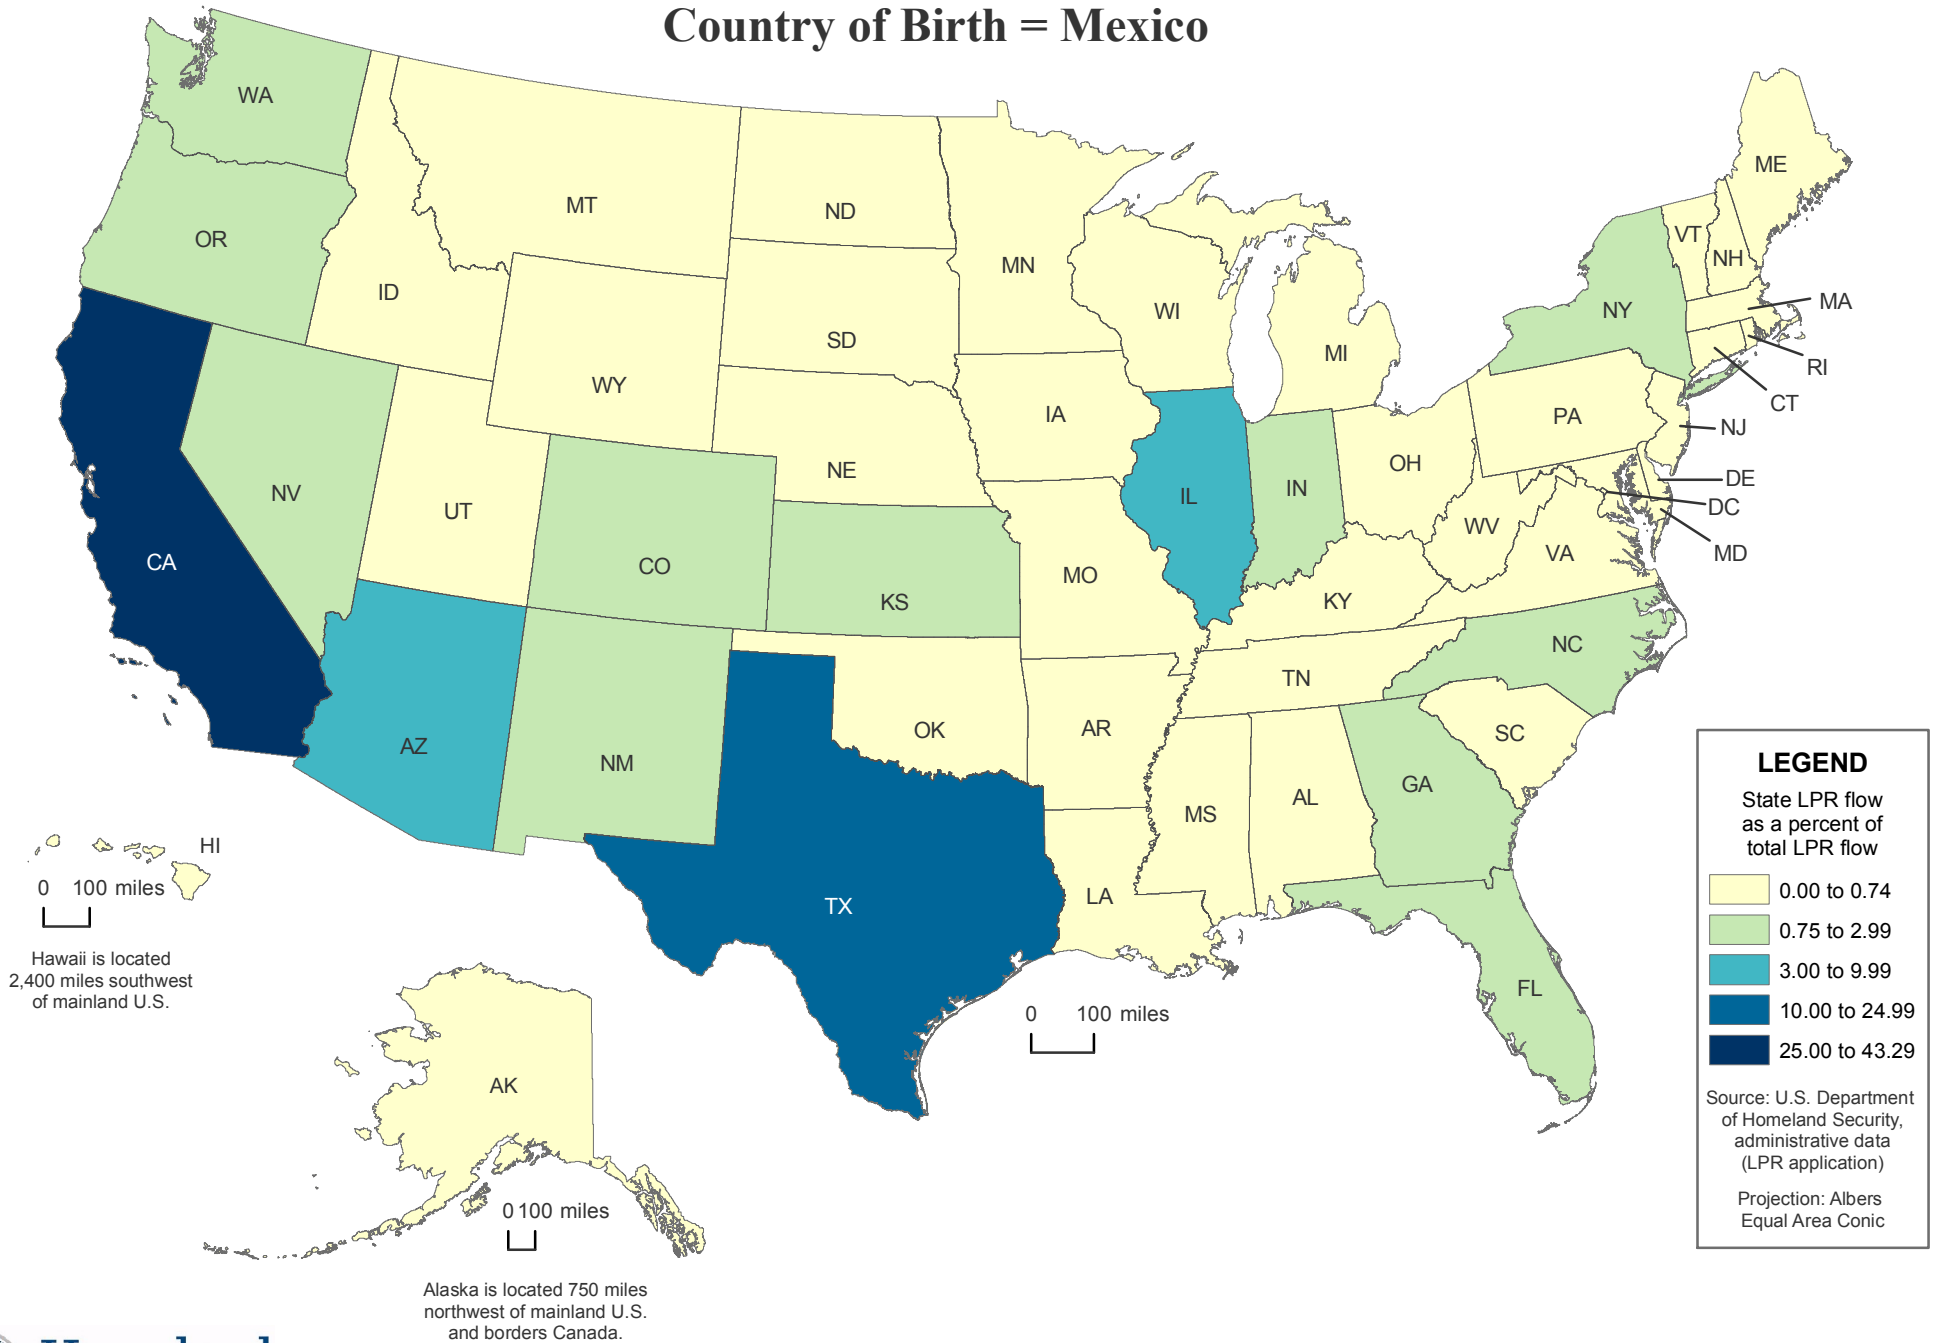 Country of Birth = Mexico
WA
MT
ND
MN
ME
OR
ID
WY
SD
WI
MI
NY
VT
NH
MA
RI
CT
NJ
PA
IA
NE
NV
UT
CO
KS
MO
IL
IN
OH
WV
VA
DE
DC
MD
KY
CA
AZ
NM
OK
AR
TN
NC
SC
MS
AL
GA
LA
TX
FL
HI
0 100 miles
Hawaii is located
2,400 miles southwest
of mainland U.S.
AK
0 100 miles
Alaska is located 750 miles
northwest of mainland U.S.
and borders Canada.
0 100 miles
LEGEND
State LPR flow
as a percent of
total LPR flow
0.00 to 0.74
0.75 to 2.99
3.00 to 9.99
10.00 to 24.99
25.00 to 43.29
Source: U.S. Department
of Homeland Security,
administrative data
(LPR application)
Projection: Albers
Equal Area Conic